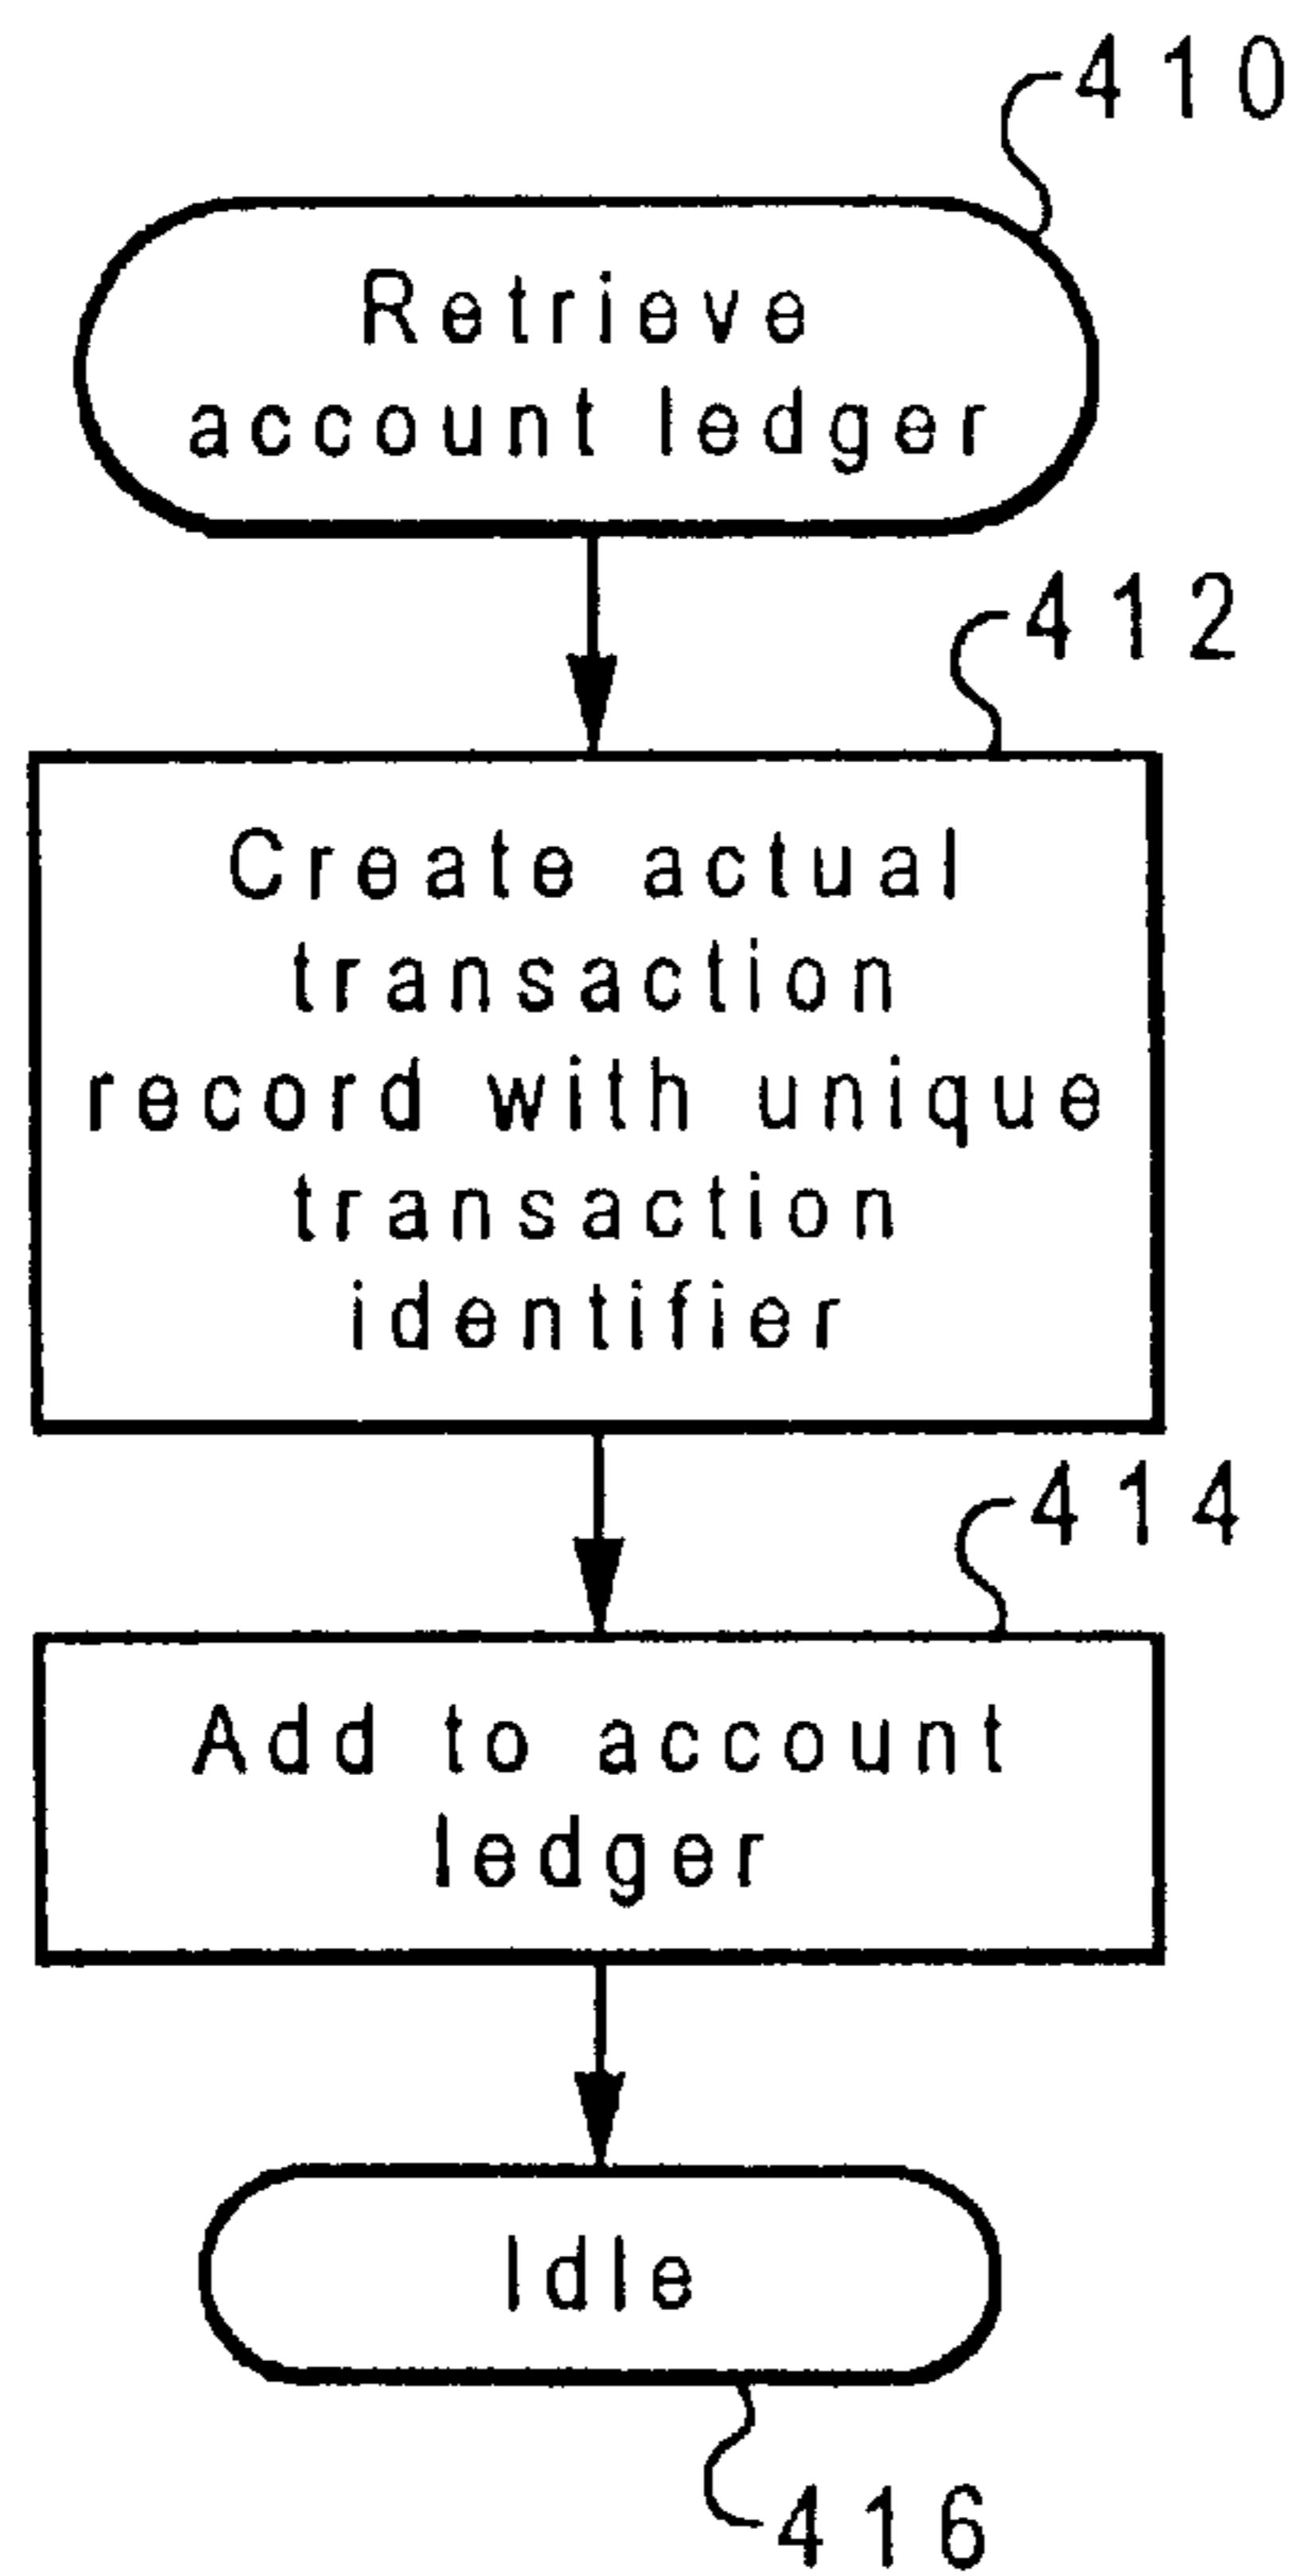 410
Retrieve
account ledger
412
Create actual
transaction
record with unique
transaction
identifier
414
Add to account
ledger
Idle
416